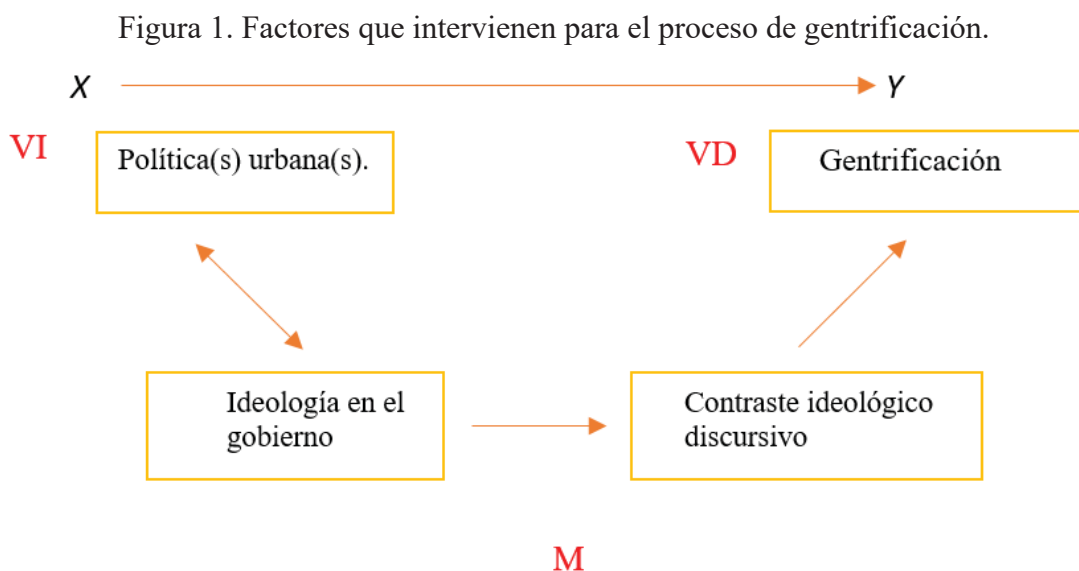 Figura 1. Factores que intervienen para el proceso de gentrificación.
X
Y
VI
Política(s) urbana(s).
VD
Gentrificación
Ideología en el
gobierno
Contraste ideológico
discursivo
M